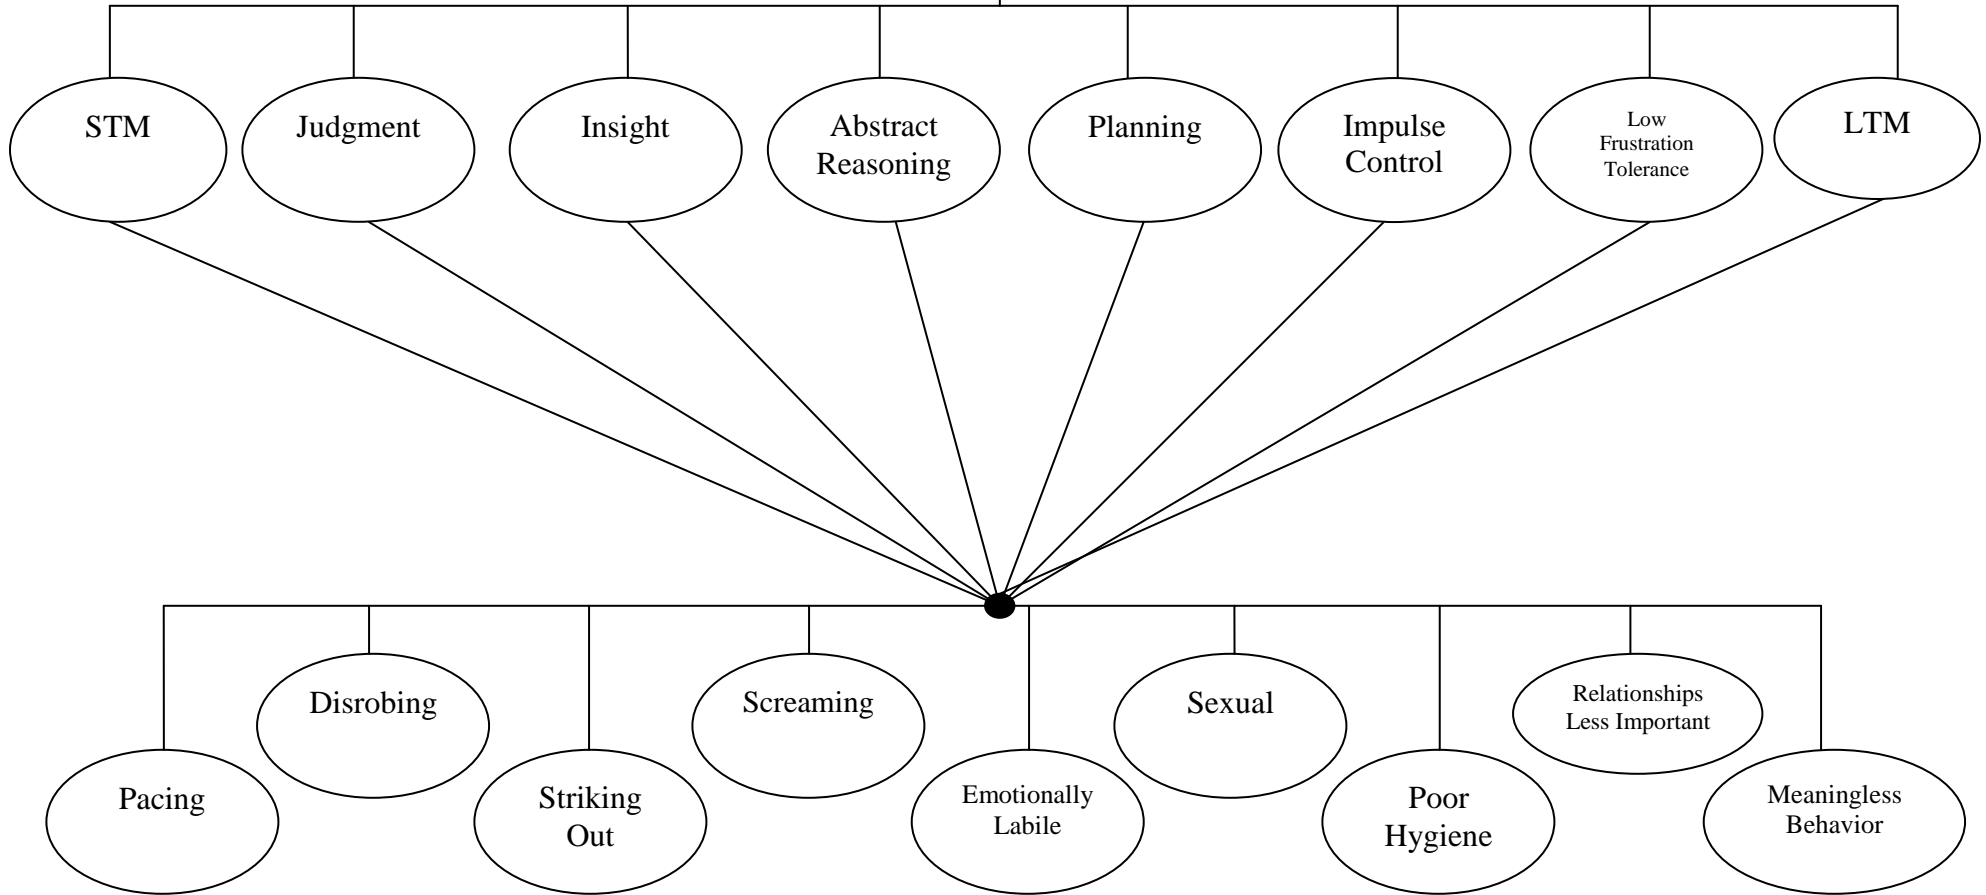 STM
Judgment
Insight
Abstract
Reasoning
Planning
Impulse
Control
Low
Frustration
Tolerance
LTM
Pacing
Disrobing
Striking
Out
Screaming
Emotionally
Labile
Sexual
Poor
Hygiene
Relationships
Less Important
Meaningless
Behavior